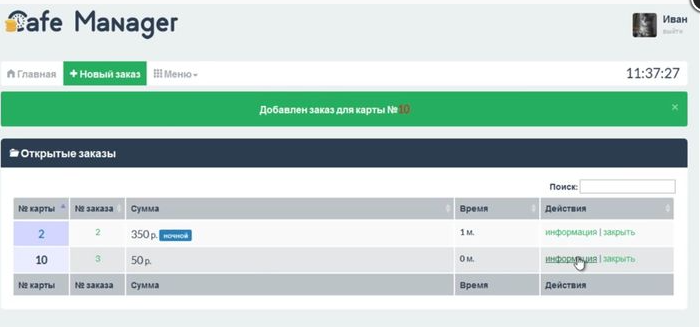 Cafe Manager
Иван
выйти
Главная
+ Новый заказ
Меню
11:37:27
Добавлен заказ для карты №10
×
Открытые заказы
Поиск:
№ карты № заказа Сумма Время Действия
2 2 350 р. ночной 1 м. информация | закрыть
10 3 50 р. 0 м. информация | закрыть
№ карты № заказа Сумма Время Действия